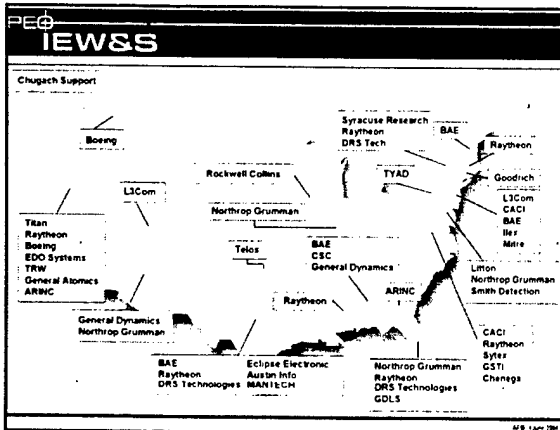 PEO
IEW&S
Chugach Support
Boeing
Syracuse Research
Raytheon
DRS Tech
BAE
Raytheon
Rockwell Collins
TYAD
Goodrich
L3Com
L3Com
CACI
BAE
Ilex
Mitre
Northrop Grumman
Titan
Raytheon
Boeing
EDO Systems
TRW
General Atomics
ARINC
Telos
BAE
CSC
General Dynamics
Litton
Northrop Grumman
Smith Detection
Raytheon
ARINC
General Dynamics
Northrop Grumman
CACI
Raytheon
Sytex
GSTI
Chenega
BAE
Raytheon
DRS Technologies
Eclipse Electronic
Austin Info
MANTECH
Northrop Grumman
Raytheon
DRS Technologies
GDLS